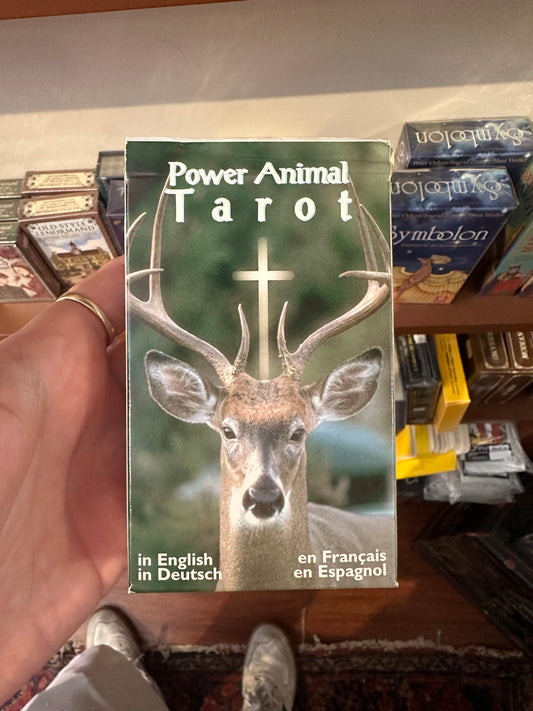 Power Animal
Tarot
in English
in Deutsch
en Français
en Espagnol
OLD STYLE
LENORMAND
Symbolon
Symbolon
Symbolon